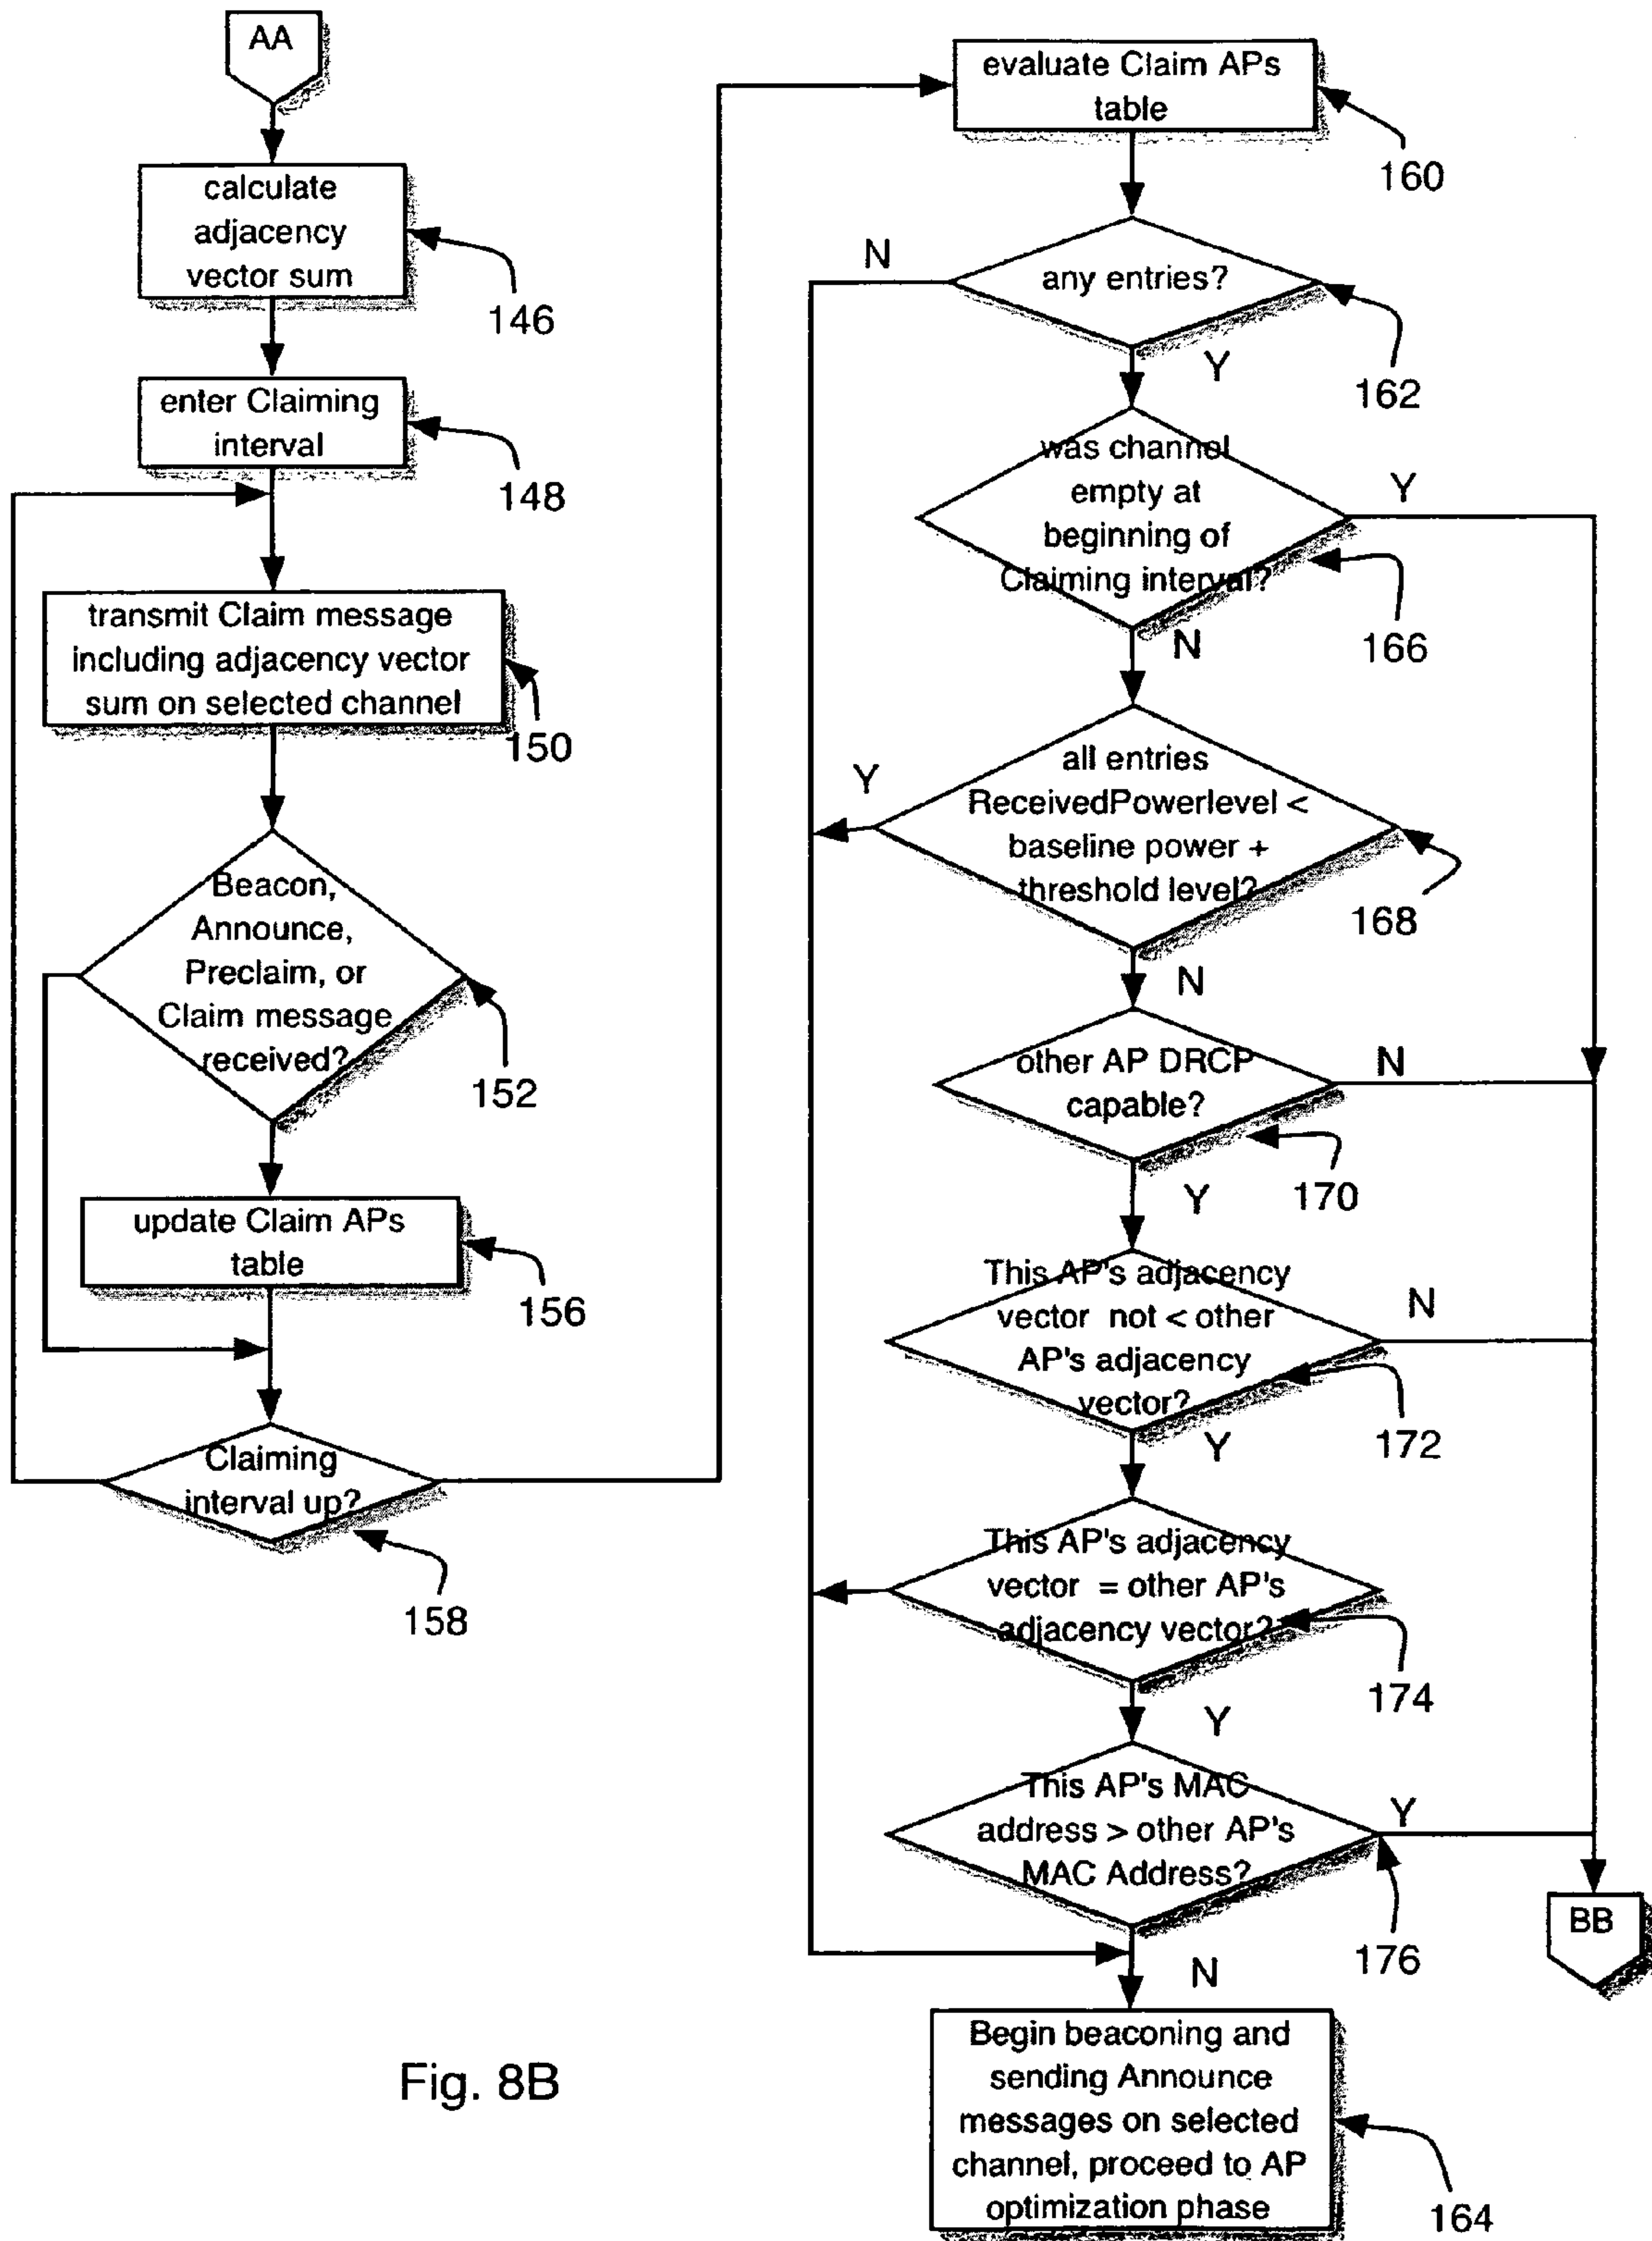 AA
calculate
adjacency
vector sum
146
enter Claiming
interval
148
transmit Claim message
including adjacency vector
sum on selected channel
150
Beacon,
Announce,
Preclaim, or
Claim message
received?
152
update Claim APs
table
156
Claiming
interval up?
158
evaluate Claim APs
table
160
any entries?
N
Y
162
was channel
empty at
beginning of
Claiming interval?
Y
N
166
all entries
ReceivedPowerlevel <
baseline power +
threshold level?
Y
N
168
other AP DRCP
capable?
N
Y
170
This AP's adjacency
vector not < other
AP's adjacency
vector?
N
Y
172
This AP's adjacency
vector = other AP's
adjacency vector?
Y
174
This AP's MAC
address > other AP's
MAC Address?
Y
N
176
BB
Begin beaconing and
sending Announce
messages on selected
channel, proceed to AP
optimization phase
164
Fig. 8B